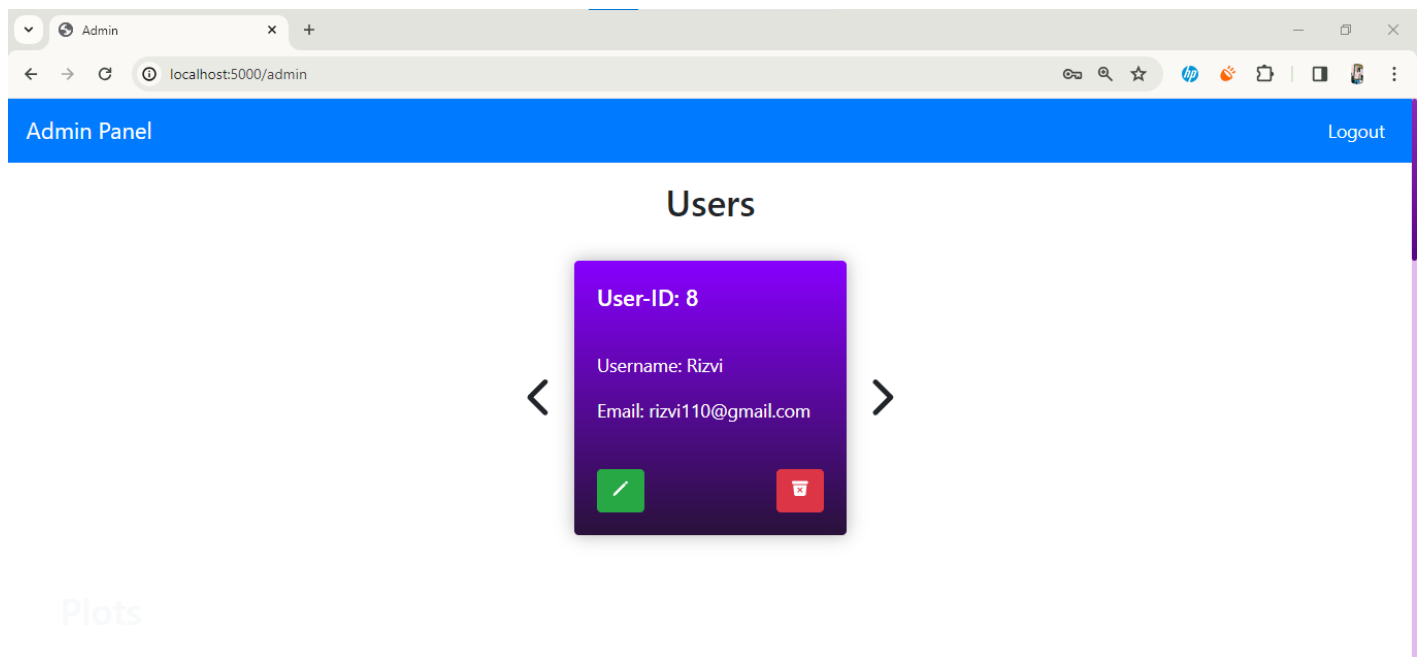 Admin
localhost:5000/admin
Admin Panel
Logout
Users
User-ID: 8
Username: Rizvi
Email: rizvi110@gmail.com
Plots